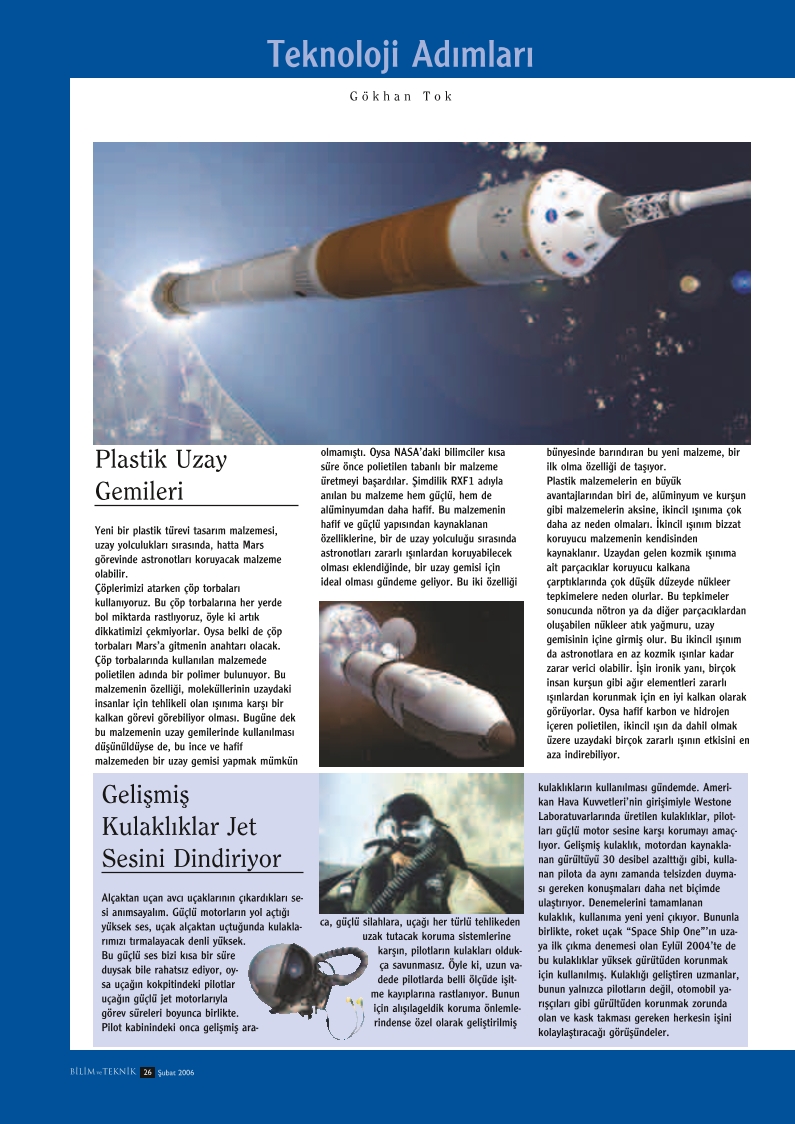 Teknoloji Adımları
Gökhan Tok
Plastik Uzay
Gemileri
Yeni bir plastik türevi tasarım malzemesi,
uzay yolculukları sırasında, hatta Mars
görevinde astronotları koruyacak malzeme
olabilir.
Çöplerimizi atarken çöp torbaları
kullanıyoruz. Bu çöp torbalarına her yerde
bol miktarda rastlıyoruz, öyle ki artık
dikkatimizi çekmiyorlar. Oysa belki de çöp
torbaları Mars'a gitmenin anahtarı olacak.
Çöp torbalarında kullanılan malzemede
polietilen adında bir polimer bulunuyor. Bu
malzemenin özelliği, moleküllerinin uzaydaki
insanlar için tehlikeli olan ışınıma karşı bir
kalkan görevi görebiliyor olması. Bugüne dek
bu malzemenin uzay gemilerinde kullanılması
düşünüldüyse de, bu ince ve hafif
malzemeden bir uzay gemisi yapmak mümkün
olmamıştı. Oysa NASA'daki bilimciler kısa
süre önce polietilen tabanlı bir malzeme
üretmeyi başardılar. Şimdilik RXF1 adıyla
anılan bu malzeme hem güçlü, hem de
alüminyumdan daha hafif. Bu malzemenin
hafif ve güçlü yapısından kaynaklanan
özelliklerine, bir de uzay yolculuğu sırasında
astronotları zararlı ışınlardan koruyabilecek
olması eklendiğinde, bir uzay gemisi için
ideal olması gündeme geliyor. Bu iki özelliği
bünyesinde barındıran bu yeni malzeme, bir
ilk olma özelliği de taşıyor.
Plastik malzemelerin en büyük
avantajlarından biri de, alüminyum ve kurşun
gibi malzemelerin aksine, ikincil ışınıma çok
daha az neden olmaları. İkincil ışınım bizzat
koruyucu malzemenin kendisinden
kaynaklanır. Uzaydan gelen kozmik ışınıma
ait parçacıklar koruyucu kalkana
çarptıklarında çok düşük düzeyde nükleer
tepkimelere neden olurlar. Bu tepkimeler
sonucunda nötron ya da diğer parçacıklardan
oluşabilen nükleer atık yağmuru, uzay
gemisinin içine girmiş olur. Bu ikincil ışınım
da astronotlara en az kozmik ışınlar kadar
zarar verici olabilir. İşin ironik yanı, birçok
insan kurşun gibi ağır elementleri zararlı
ışınlardan korunmak için en iyi kalkan olarak
görüyorlar. Oysa hafif karbon ve hidrojen
içeren polietilen, ikincil ışın da dahil olmak
üzere uzaydaki birçok zararlı ışının etkisini en
aza indirebiliyor.
Gelişmiş
Kulaklıklar Jet
Sesini Dindiriyor
Alçaktan uçan avcı uçaklarının çıkardıkları se-
si anımsayalım. Güçlü motorların yol açtığı
yüksek ses, uçak alçaktan uçtuğunda kulakla-
rımızı tırmalayacak denli yüksek.
Bu güçlü ses bizi kısa bir süre
duysak bile rahatsız ediyor, oy-
sa uçağın kokpitindeki pilotlar
uçağın güçlü jet motorlarıyla
görev süreleri boyunca birlikte.
Pilot kabinindeki onca gelişmiş ara-
ca, güçlü silahlara, uçağı her türlü tehlikeden
uzak tutacak koruma sistemlerine
karşın, pilotların kulakları olduk-
ça savunmasız. Öyle ki, uzun va-
dede pilotlarda belli ölçüde işit-
me kayıplarına rastlanıyor. Bunun
için alışılageldik koruma önlemle-
rindense özel olarak geliştirilmiş
kulaklıkların kullanılması gündemde. Ameri-
kan Hava Kuvvetleri'nin girişimiyle Westone
Laboratuvarlarında üretilen kulaklıklar, pilot-
ları güçlü motor sesine karşı korumayı amaç-
lıyor. Gelişmiş kulaklık, motordan kaynakla-
nan gürültüyü 30 desibel azalttığı gibi, kulla-
nan pilota da aynı zamanda telsizden duyma-
sı gereken konuşmaları daha net biçimde
ulaştırıyor. Denemelerini tamamlanan
kulaklık, kullanıma yeni yeni çıkıyor. Bununla
birlikte, roket uçak “Space Ship One”'ın uza-
ya ilk çıkma denemesi olan Eylül 2004'te de
bu kulaklıklar yüksek gürütüden korunmak
için kullanılmış. Kulaklığı geliştiren uzmanlar,
bunun yalnızca pilotların değil, otomobil ya-
rışçıları gibi gürültüden korunmak zorunda
olan ve kask takması gereken herkesin işini
kolaylaştıracağı görüşündeler.
BİLİM ve TEKNİK 26 Şubat 2006